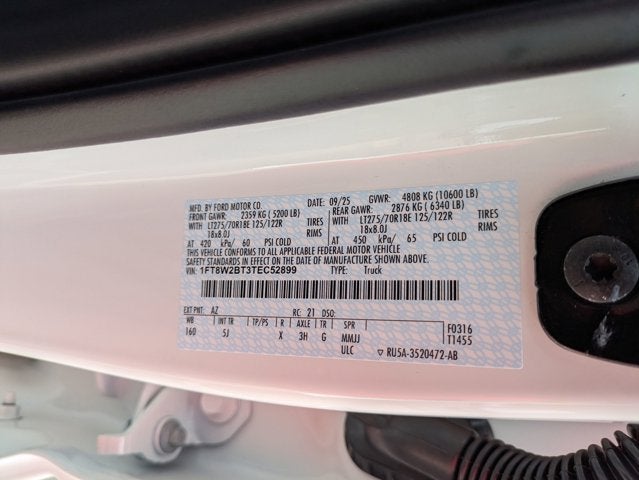 MFD. BY FORD MOTOR CO. 09/25 GVWR: 4808 KG (10600 LB)
FRONT GAWR: 2359 KG (5200 LB) REAR GAWR: 2876 KG (6340 LB)
WITH LT275/70R18E 125/122R TIRES WITH LT275/70R18E 125/122R TIRES
18x8.0J RIMS 18x8.0J RIMS
AT 420 kPa/ 60 PSI COLD AT 450 kPa/ 65 PSI COLD
THIS VEHICLE CONFORMS TO ALL APPLICABLE FEDERAL MOTOR VEHICLE
SAFETY STANDARDS IN EFFECT ON THE DATE OF MANUFACTURE SHOWN ABOVE.
VIN: 1FT8W2BT3TEC52899 TYPE: Truck
EXT PNT: AZ RC: 21 DSO:
WB INT TR TP/PS R AXLE TR SPR F0316
160 5J X 3H G MMJJ T1455
ULC ▽ RU5A-3520472-AB